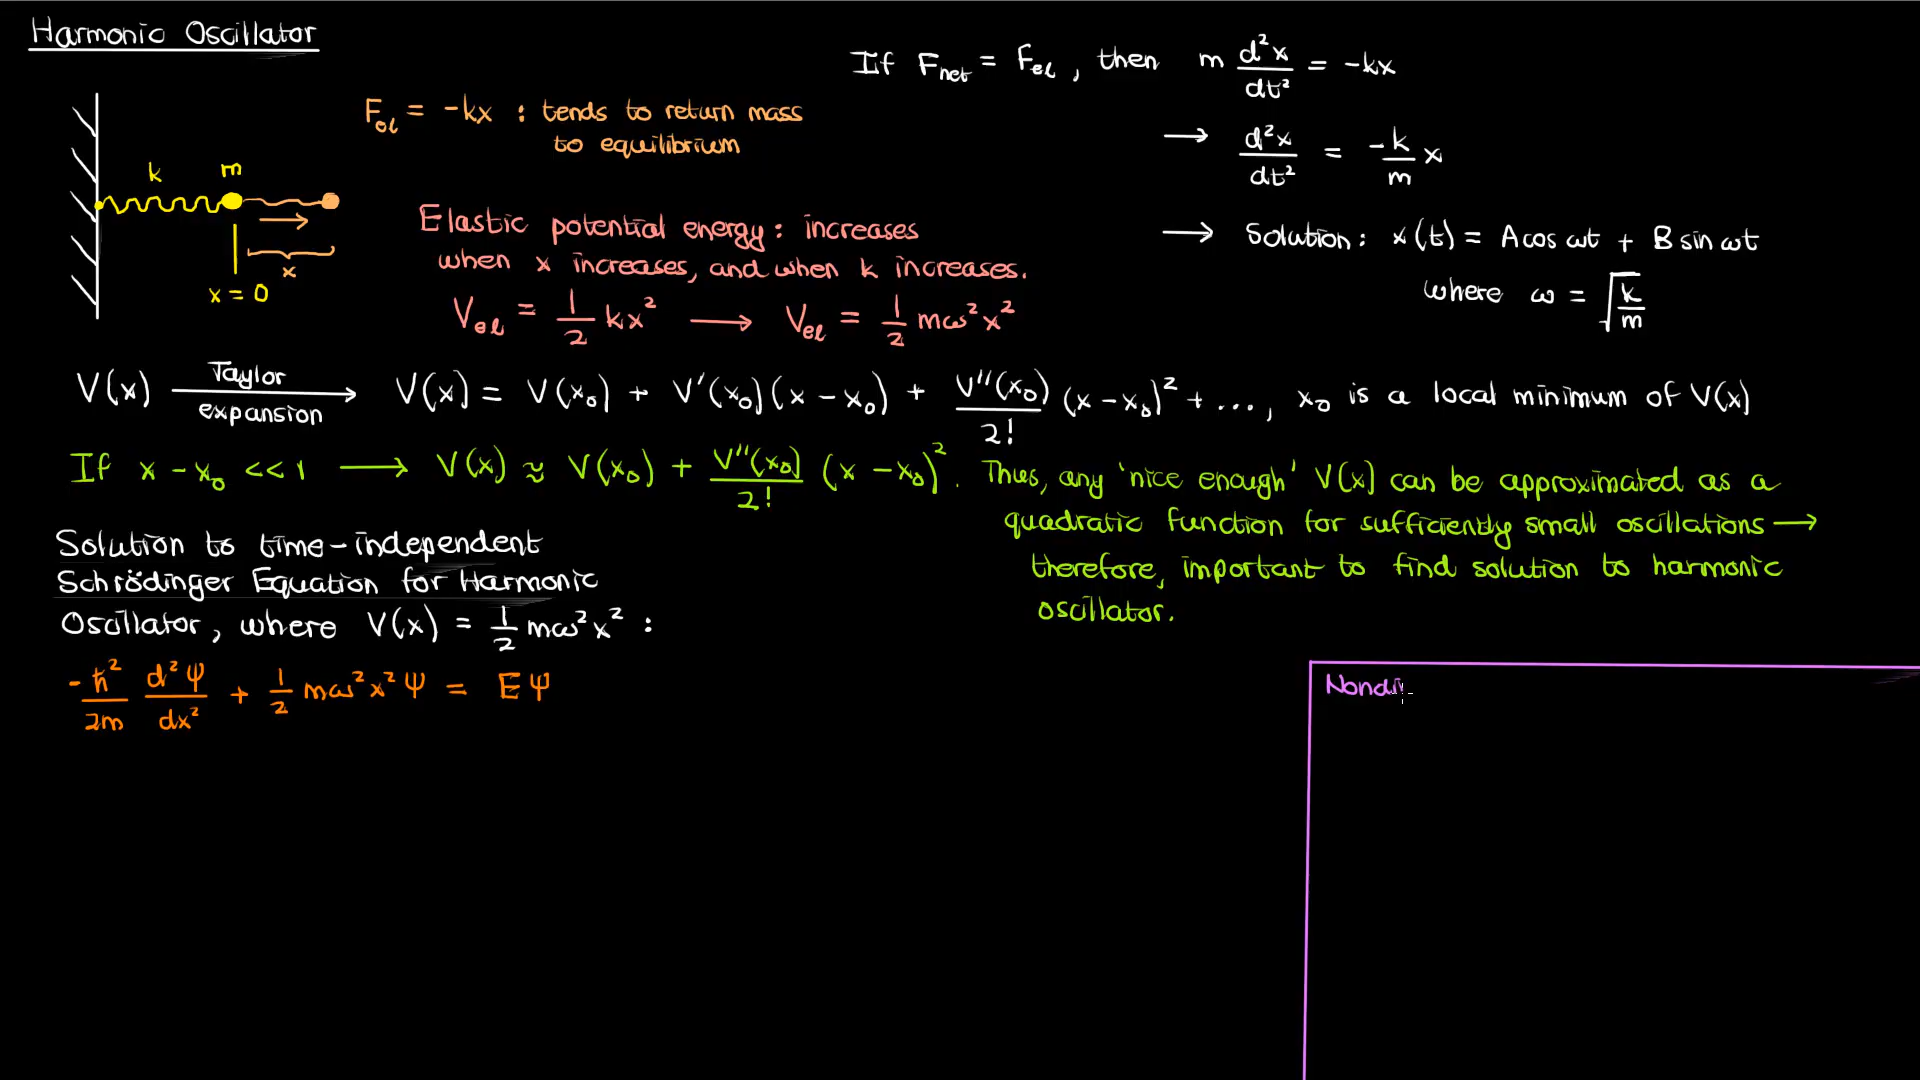 Harmonic Oscillator
If F_net = F_el, then m d²x/dt² = -kx
F_el = -kx : tends to return mass
to equilibrium
→ d²x/dt² = -k/m x
k m
x
x = 0
Elastic potential energy: increases
when x increases, and when k increases.
V_el = 1/2 kx² → V_el = 1/2 mω²x²
→ Solution: x(t) = A cos ωt + B sin ωt
where ω = √(k/m)
V(x) Taylor expansion → V(x) = V(x₀) + V'(x₀)(x - x₀) + V''(x₀)/2! (x - x₀)² + ..., x₀ is a local minimum of V(x)
If x - x₀ << 1 → V(x) ≈ V(x₀) + V''(x₀)/2! (x - x₀)². Thus, any 'nice enough' V(x) can be approximated as a
quadratic function for sufficiently small oscillations →
therefore, important to find solution to harmonic
oscillator.
Solution to time-independent
Schrödinger Equation for Harmonic
Oscillator, where V(x) = 1/2 mω²x² :
-ħ²/2m d²ψ/dx² + 1/2 mω²x²ψ = Eψ